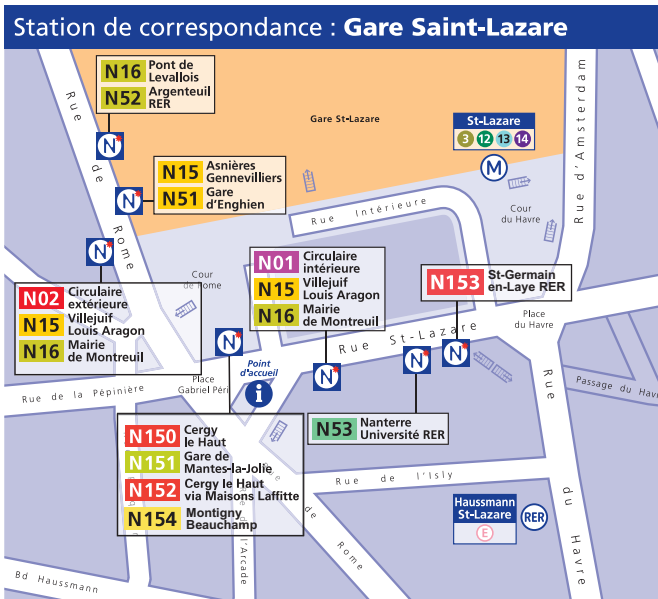 Station de correspondance : Gare Saint-Lazare
N16 Pont de
Levallois
N52 Argenteuil
RER
N
Gare St-Lazare
St-Lazare
3 12 13 14
M
Rue d'Amsterdam
Rue de Rome
N15 Asnières
Gennevilliers
N51 Gare
d'Enghien
N
Rue Intérieure
Cour
du Havre
N
N02 Circulaire
extérieure
N15 Villejuif
Louis Aragon
N16 Mairie
de Montreuil
Cour
de Rome
N01 Circulaire
intérieure
N15 Villejuif
Louis Aragon
N16 Mairie
de Montreuil
N153 St-Germain
en-Laye RER
Place
du Havre
Rue St-Lazare
N
N
N
N
Point
d'accueil
i
Place
Gabriel Péri
Rue de la Pépinière
Passage du Hav
N53 Nanterre
Université RER
N150 Cergy
le Haut
N151 Gare de
Mantes-la-Jolie
N152 Cergy le Haut
via Maisons Laffitte
N154 Montigny
Beauchamp
Rue de l'Isly
Haussmann
St-Lazare
E
RER
Rue du Havre
de Rome
l'Arcade
Bd Haussmann